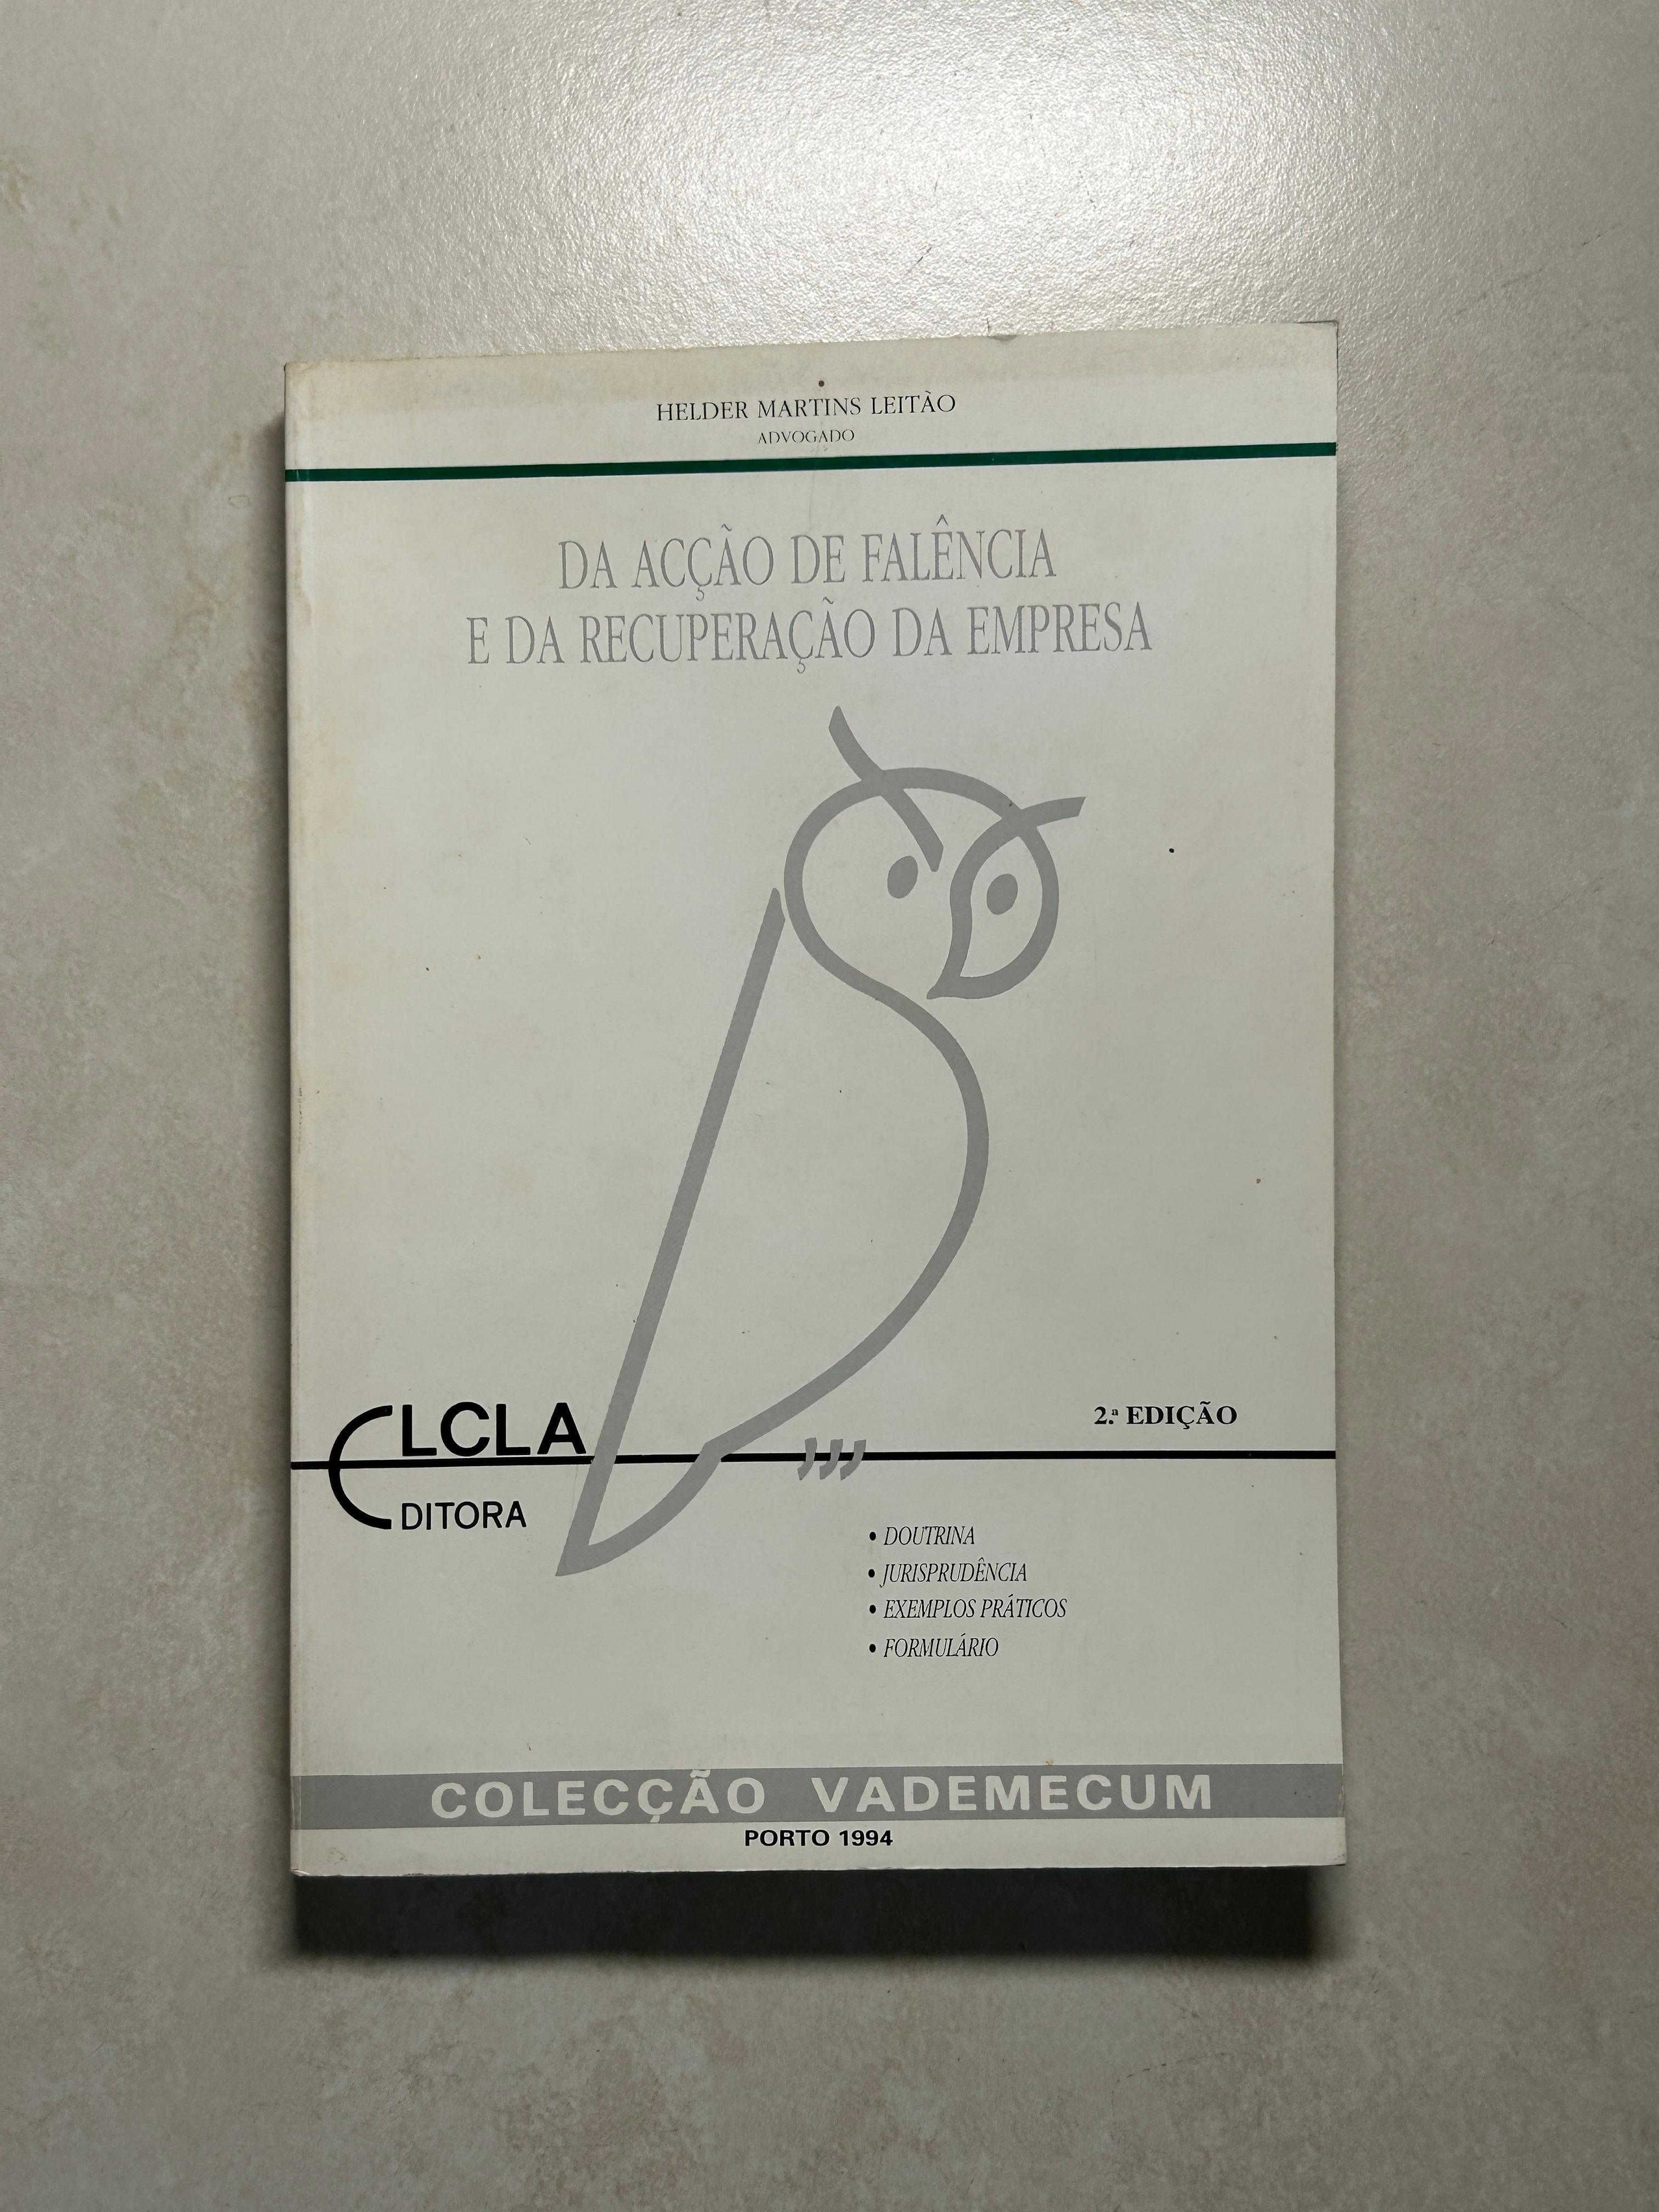 HELDER MARTINS LEITÃO
ADVOGADO
DA ACÇÃO DE FALÊNCIA
E DA RECUPERAÇÃO DA EMPRESA
ELCLA
EDITORA
2.ª EDIÇÃO
• DOUTRINA
• JURISPRUDÊNCIA
• EXEMPLOS PRÁTICOS
• FORMULÁRIO
COLECÇÃO VADEMECUM
PORTO 1994